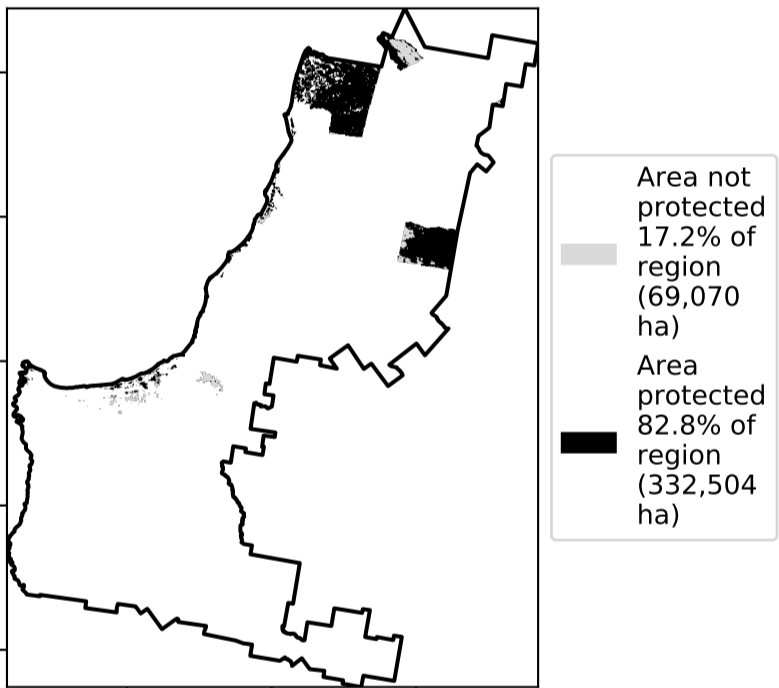 Area not
protected
17.2% of
region
(69,070
ha)
Area
protected
82.8% of
region
(332,504
ha)